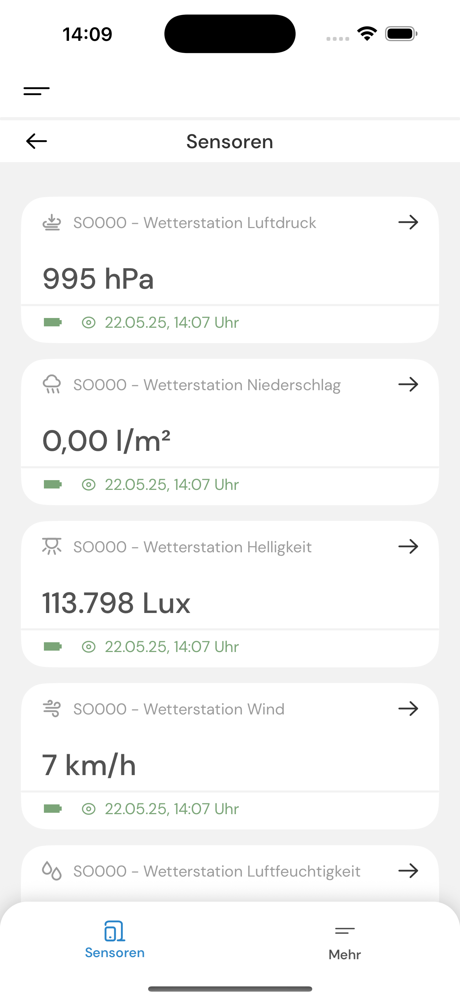 14:09
Sensoren
SO000 - Wetterstation Luftdruck
995 hPa
22.05.25, 14:07 Uhr
SO000 - Wetterstation Niederschlag
0,00 l/m²
22.05.25, 14:07 Uhr
SO000 - Wetterstation Helligkeit
113.798 Lux
22.05.25, 14:07 Uhr
SO000 - Wetterstation Wind
7 km/h
22.05.25, 14:07 Uhr
SO000 - Wetterstation Luftfeuchtigkeit
Sensoren
Mehr